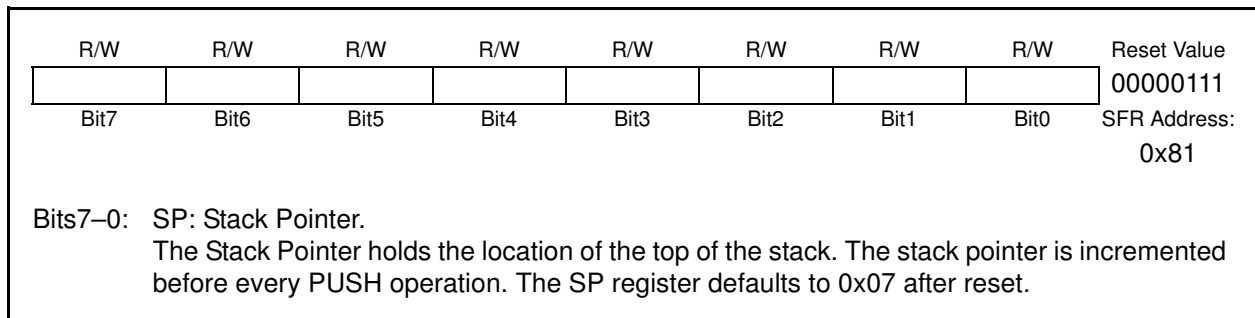 R/W R/W R/W R/W R/W R/W R/W R/W Reset Value
00000111
Bit7 Bit6 Bit5 Bit4 Bit3 Bit2 Bit1 Bit0 SFR Address:
0x81
Bits7–0: SP: Stack Pointer.
The Stack Pointer holds the location of the top of the stack. The stack pointer is incremented
before every PUSH operation. The SP register defaults to 0x07 after reset.